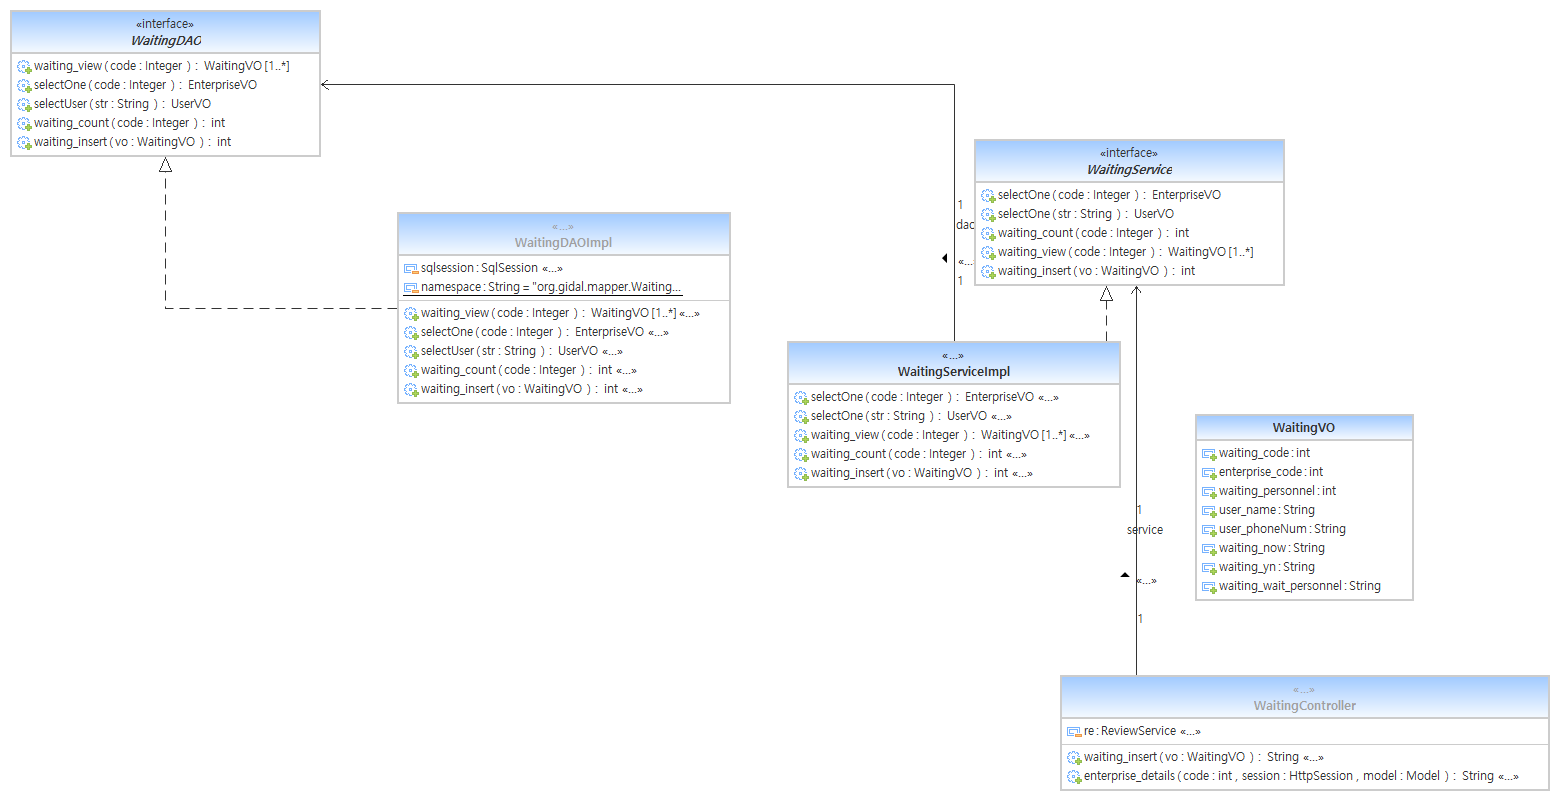 «interface»
WaitingDAO
waiting_view ( code : Integer ) : WaitingVO [1..*]
selectOne ( code : Integer ) : EnterpriseVO
selectUser ( str : String ) : UserVO
waiting_count ( code : Integer ) : int
waiting_insert ( vo : WaitingVO ) : int
«interface»
WaitingService
selectOne ( code : Integer ) : EnterpriseVO
selectOne ( str : String ) : UserVO
waiting_count ( code : Integer ) : int
waiting_view ( code : Integer ) : WaitingVO [1..*]
waiting_insert ( vo : WaitingVO ) : int
1
dao
«...
1
«...»
WaitingDAOImpl
sqlsession : SqlSession «...»
namespace : String = "org.gidal.mapper.Waiting...
waiting_view ( code : Integer ) : WaitingVO [1..*] «...»
selectOne ( code : Integer ) : EnterpriseVO «...»
selectUser ( str : String ) : UserVO «...»
waiting_count ( code : Integer ) : int «...»
waiting_insert ( vo : WaitingVO ) : int «...»
«...»
WaitingServiceImpl
selectOne ( code : Integer ) : EnterpriseVO «...»
selectOne ( str : String ) : UserVO «...»
waiting_view ( code : Integer ) : WaitingVO [1..*] «...»
waiting_count ( code : Integer ) : int «...»
waiting_insert ( vo : WaitingVO ) : int «...»
WaitingVO
waiting_code : int
enterprise_code : int
waiting_personnel : int
user_name : String
user_phoneNum : String
waiting_now : String
waiting_yn : String
waiting_wait_personnel : String
1
service
«...»
1
«...»
WaitingController
re : ReviewService «...»
waiting_insert ( vo : WaitingVO ) : String «...»
enterprise_details ( code : int , session : HttpSession , model : Model ) : String «...»